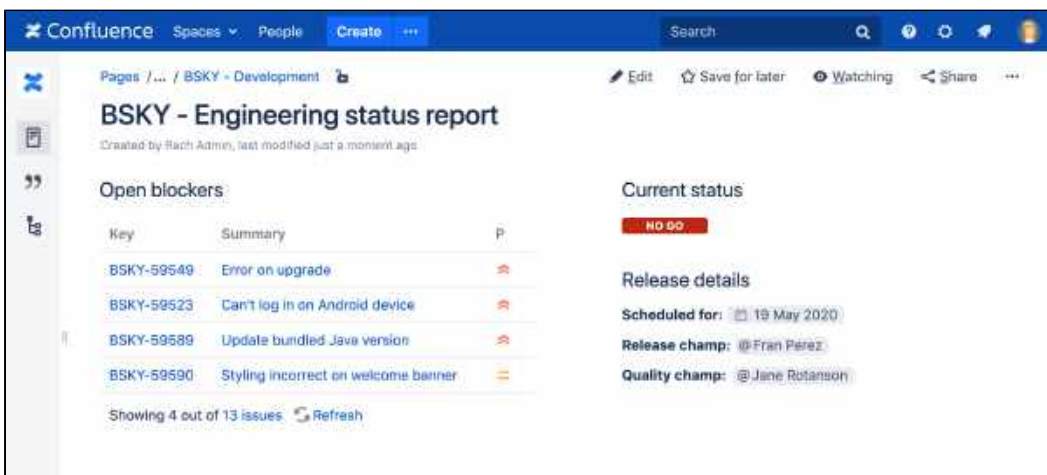 Confluence Spaces People Create ··· Search
Pages /... / BSKY - Development
Edit Save for later Watching Share ···
BSKY - Engineering status report
Created by Rach Admin, last modified just a moment ago
Open blockers
Key Summary P
BSKY-59549 Error on upgrade
BSKY-59523 Can't log in on Android device
BSKY-59589 Update bundled Java version
BSKY-59590 Styling incorrect on welcome banner
Showing 4 out of 13 issues Refresh
Current status
NO GO
Release details
Scheduled for: 19 May 2020
Release champ: @Fran Perez
Quality champ: @Jane Rotanson